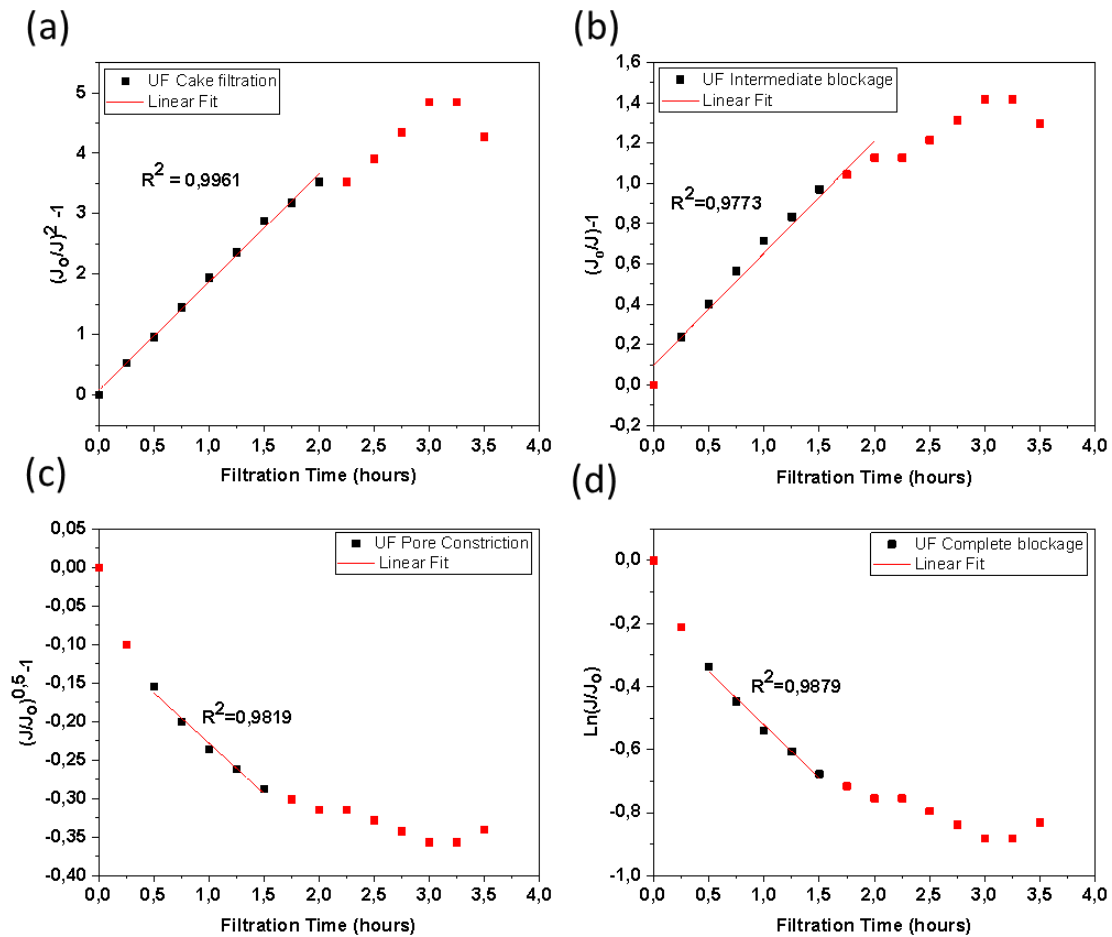 (a)
UF Cake filtration
Linear Fit
R² = 0,9961
(Jo/J)² -1
5
4
3
2
1
0
0,0 0,5 1,0 1,5 2,0 2,5 3,0 3,5 4,0
Filtration Time (hours)
(b)
UF Intermediate blockage
Linear Fit
R²=0,9773
(Jo/J)-1
1,6
1,4
1,2
1,0
0,8
0,6
0,4
0,2
0,0
-0,2
0,0 0,5 1,0 1,5 2,0 2,5 3,0 3,5 4,0
Filtration Time (hours)
(c)
UF Pore Constriction
Linear Fit
R²=0,9819
(J/Jo)^0,5 -1
0,05
0,00
-0,05
-0,10
-0,15
-0,20
-0,25
-0,30
-0,35
-0,40
0,0 0,5 1,0 1,5 2,0 2,5 3,0 3,5 4,0
Filtration Time (hours)
(d)
UF Complete blockage
Linear Fit
R²=0,9879
Ln(J/Jo)
0,0
-0,2
-0,4
-0,6
-0,8
-1,0
0,0 0,5 1,0 1,5 2,0 2,5 3,0 3,5 4,0
Filtration Time (hours)